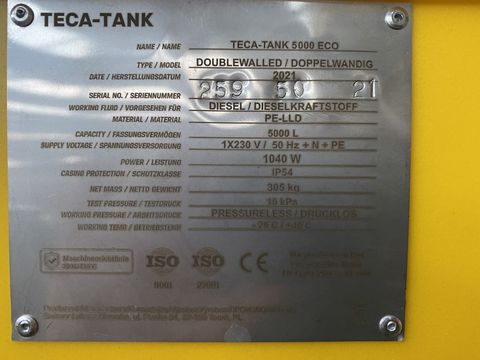 TECA-TANK
NAME / NAME TECA-TANK 5000 ECO
TYPE / MODEL DOUBLEWALLED / DOPPELWANDIG
DATE / HERSTELLUNGSDATUM 2021
SERIAL NO. / SERIENNUMMER 259 50 21
WORKING FLUID / VORGESEHEN FÜR DIESEL / DIESELKRAFTSTOFF
MATERIAL / MATERIAL PE-LLD
CAPACITY / FASSUNGSVERMÖGEN 5000 L
SUPPLY VOLTAGE / SPANNUNGSVERSORGUNG 1X230 V / 50 Hz + N + PE
POWER / LEISTUNG 1040 W
CASING PROTECTION / SCHUTZKLASSE IP54
NET MASS / NETTO GEWICHT 305 kg
TEST PRESSURE / TESTDRUCK 10 kPa
WORKING PRESSURE / ARBEITSDRUCK PRESSURELESS / DRUCKLOS
WORKING TEMP / BETRIEBSTEMP
Maschinenrichtlinie
ISO ISO CE
9001